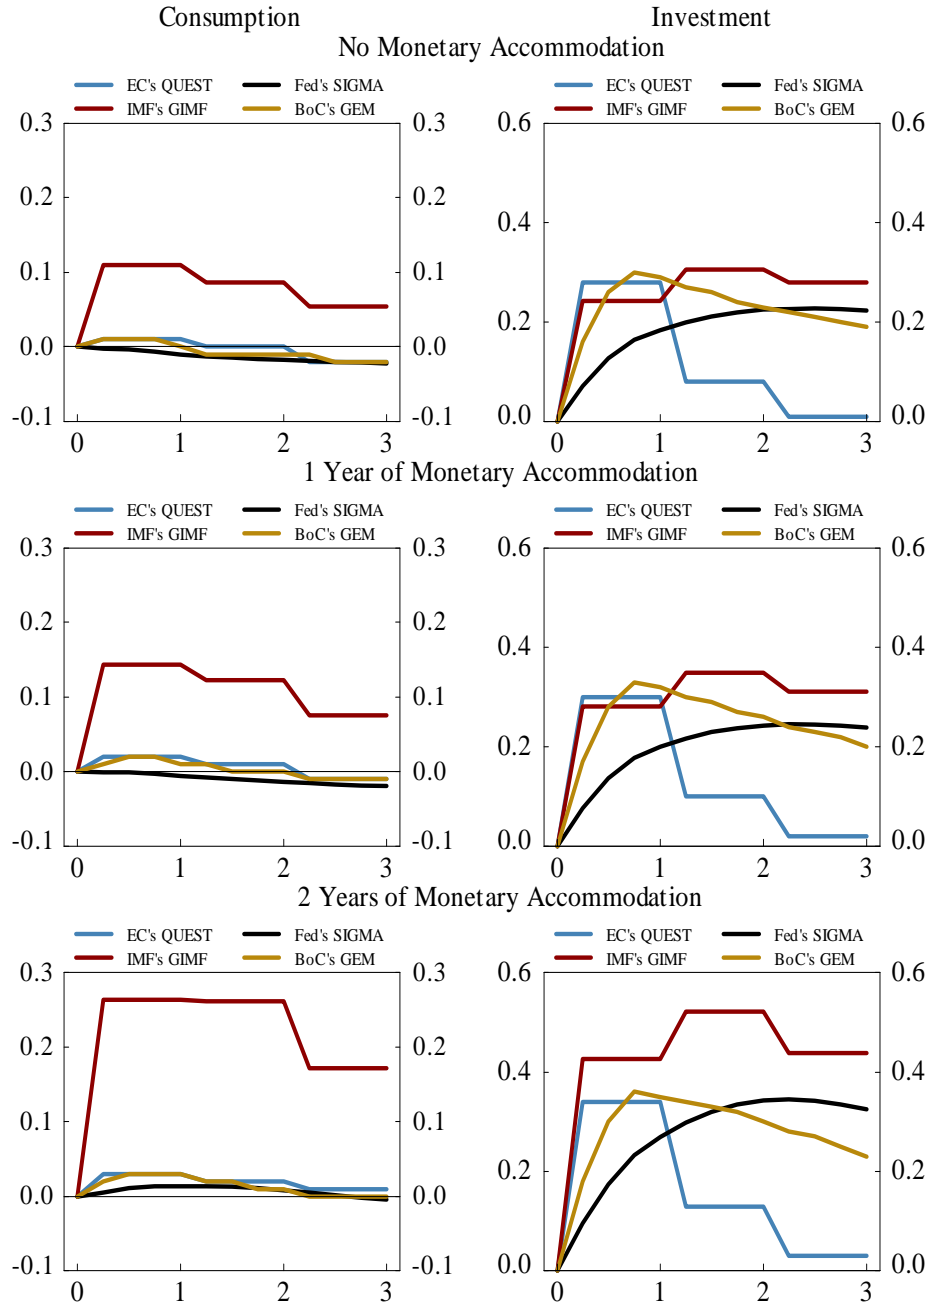 Consumption Investment
No Monetary Accommodation
EC's QUEST Fed's SIGMA EC's QUEST Fed's SIGMA
IMF's GIMF BoC's GEM IMF's GIMF BoC's GEM
0.3 0.3 0.6 0.6
0.2 0.2
0.4 0.4
0.1 0.1
0.2 0.2
0.0 0.0
-0.1 -0.1 0.0 0.0
0 1 2 3 0 1 2 3
1 Year of Monetary Accommodation
EC's QUEST Fed's SIGMA EC's QUEST Fed's SIGMA
IMF's GIMF BoC's GEM IMF's GIMF BoC's GEM
0.3 0.3 0.6 0.6
0.2 0.2
0.4 0.4
0.1 0.1
0.2 0.2
0.0 0.0
-0.1 -0.1 0.0 0.0
0 1 2 3 0 1 2 3
2 Years of Monetary Accommodation
EC's QUEST Fed's SIGMA EC's QUEST Fed's SIGMA
IMF's GIMF BoC's GEM IMF's GIMF BoC's GEM
0.3 0.3 0.6 0.6
0.2 0.2
0.4 0.4
0.1 0.1
0.2 0.2
0.0 0.0
-0.1 -0.1 0.0 0.0
0 1 2 3 0 1 2 3